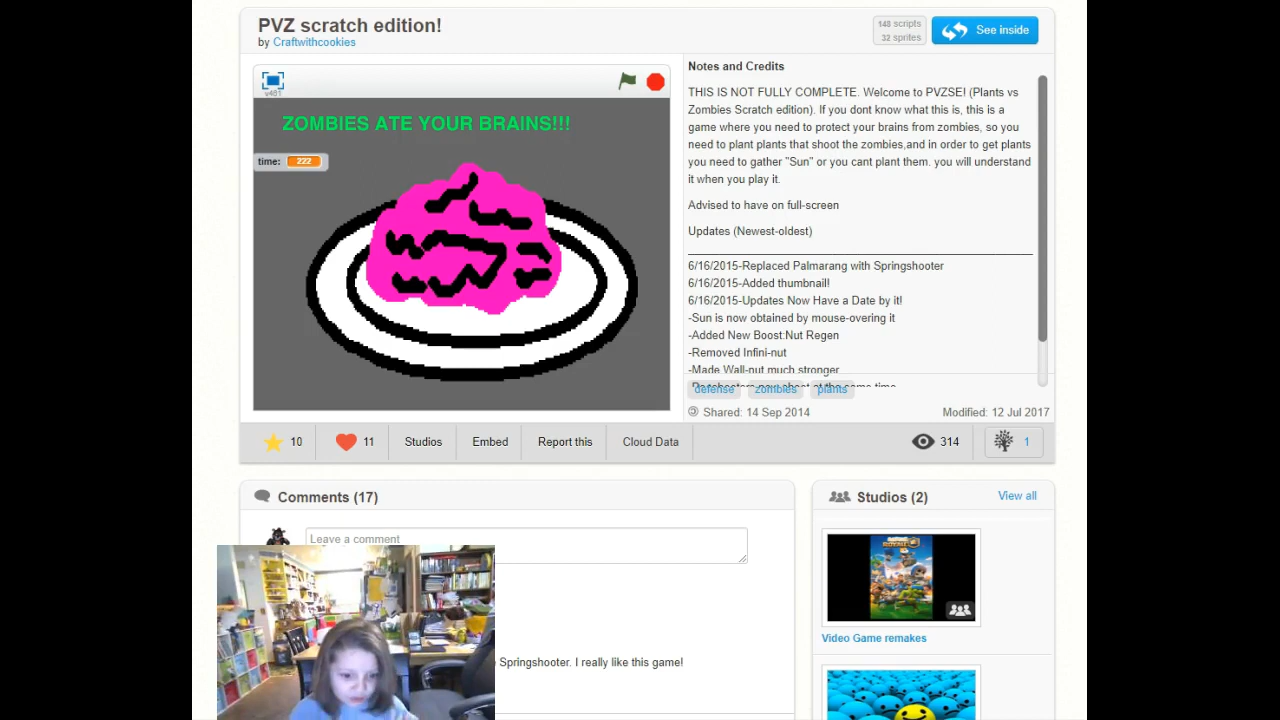 PVZ scratch edition!
by Craftwithcookies
148 scripts
32 sprites
See inside
v461
ZOMBIES ATE YOUR BRAINS!!!
time: 222
Notes and Credits
THIS IS NOT FULLY COMPLETE. Welcome to PVZSE! (Plants vs
Zombies Scratch edition). If you dont know what this is, this is a
game where you need to protect your brains from zombies, so you
need to plant plants that shoot the zombies,and in order to get plants
you need to gather "Sun" or you cant plant them. you will understand
it when you play it.
Advised to have on full-screen
Updates (Newest-oldest)
6/16/2015-Replaced Palmarang with Springshooter
6/16/2015-Added thumbnail!
6/16/2015-Updates Now Have a Date by it!
-Sun is now obtained by mouse-overing it
-Added New Boost:Nut Regen
-Removed Infini-nut
-Made Wall-nut much stronger
defense zombies plants
Shared: 14 Sep 2014 Modified: 12 Jul 2017
10 11 Studios Embed Report this Cloud Data 314 1
Comments (17)
Leave a comment
Springshooter. I really like this game!
Studios (2) View all
Video Game remakes